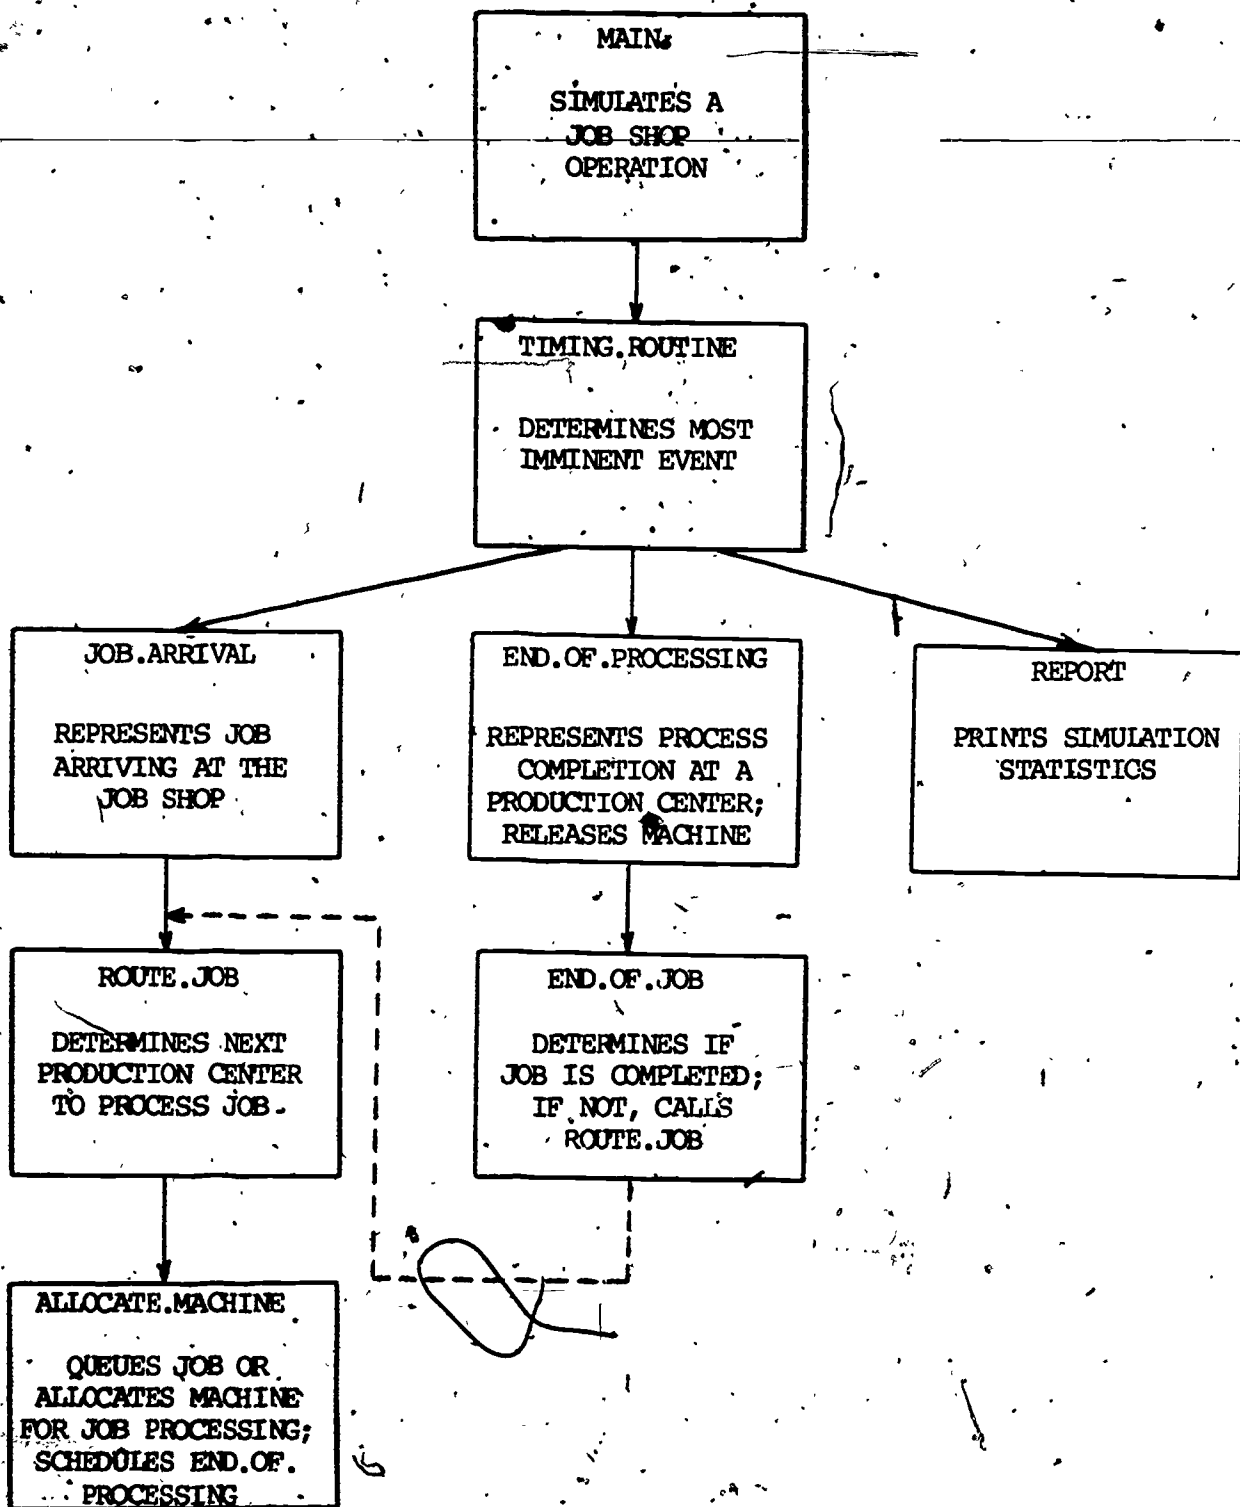 MAIN
SIMULATES A
JOB SHOP
OPERATION
TIMING.ROUTINE
DETERMINES MOST
IMMINENT EVENT
JOB.ARRIVAL
REPRESENTS JOB
ARRIVING AT THE
JOB SHOP
END.OF.PROCESSING
REPRESENTS PROCESS
COMPLETION AT A
PRODUCTION CENTER;
RELEASES MACHINE
REPORT
PRINTS SIMULATION
STATISTICS
ROUTE.JOB
DETERMINES NEXT
PRODUCTION CENTER
TO PROCESS JOB.
END.OF.JOB
DETERMINES IF
JOB IS COMPLETED;
IF NOT, CALLS
ROUTE.JOB
ALLOCATE.MACHINE
QUEUES JOB OR
ALLOCATES MACHINE
FOR JOB PROCESSING;
SCHEDULES END.OF.
PROCESSING